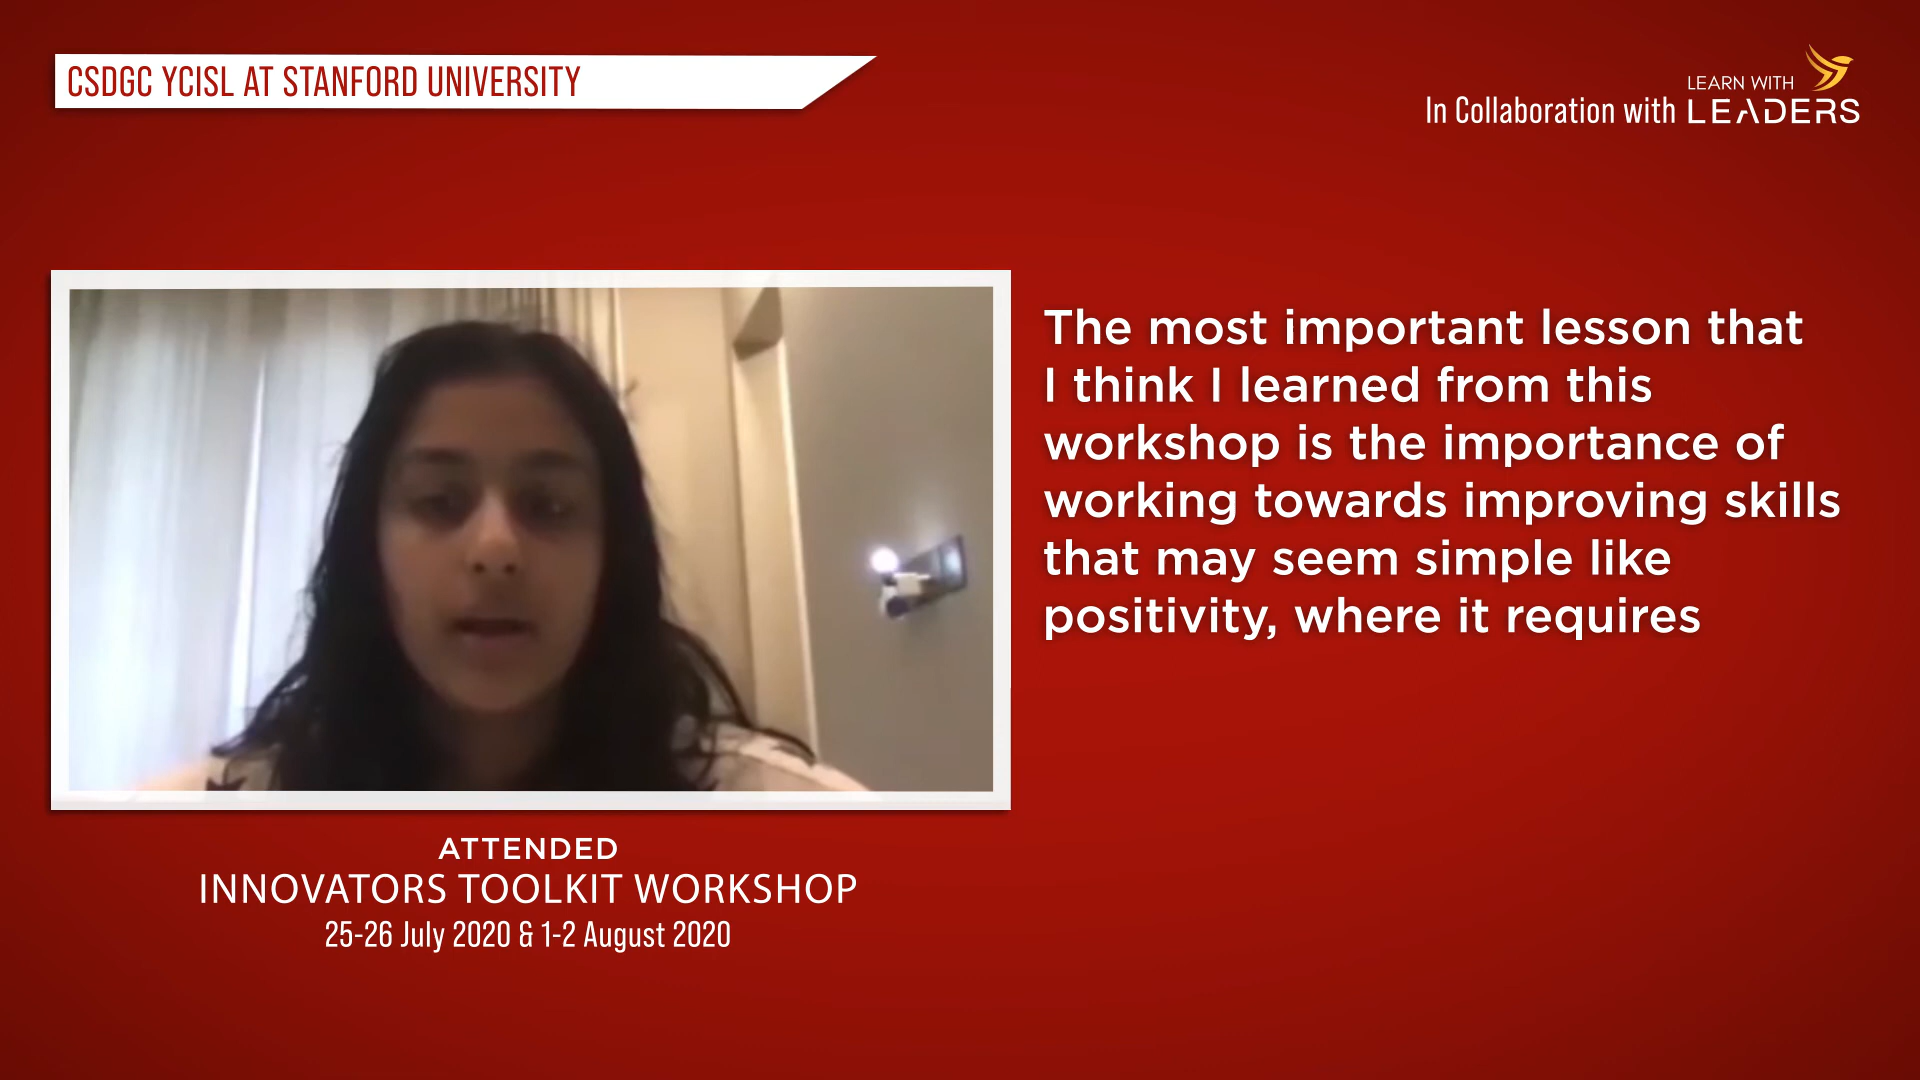 CSDGC YCISL AT STANFORD UNIVERSITY
In Collaboration with LEARN WITH LEADERS
The most important lesson that
I think I learned from this
workshop is the importance of
working towards improving skills
that may seem simple like
positivity, where it requires
ATTENDED
INNOVATORS TOOLKIT WORKSHOP
25-26 July 2020 & 1-2 August 2020